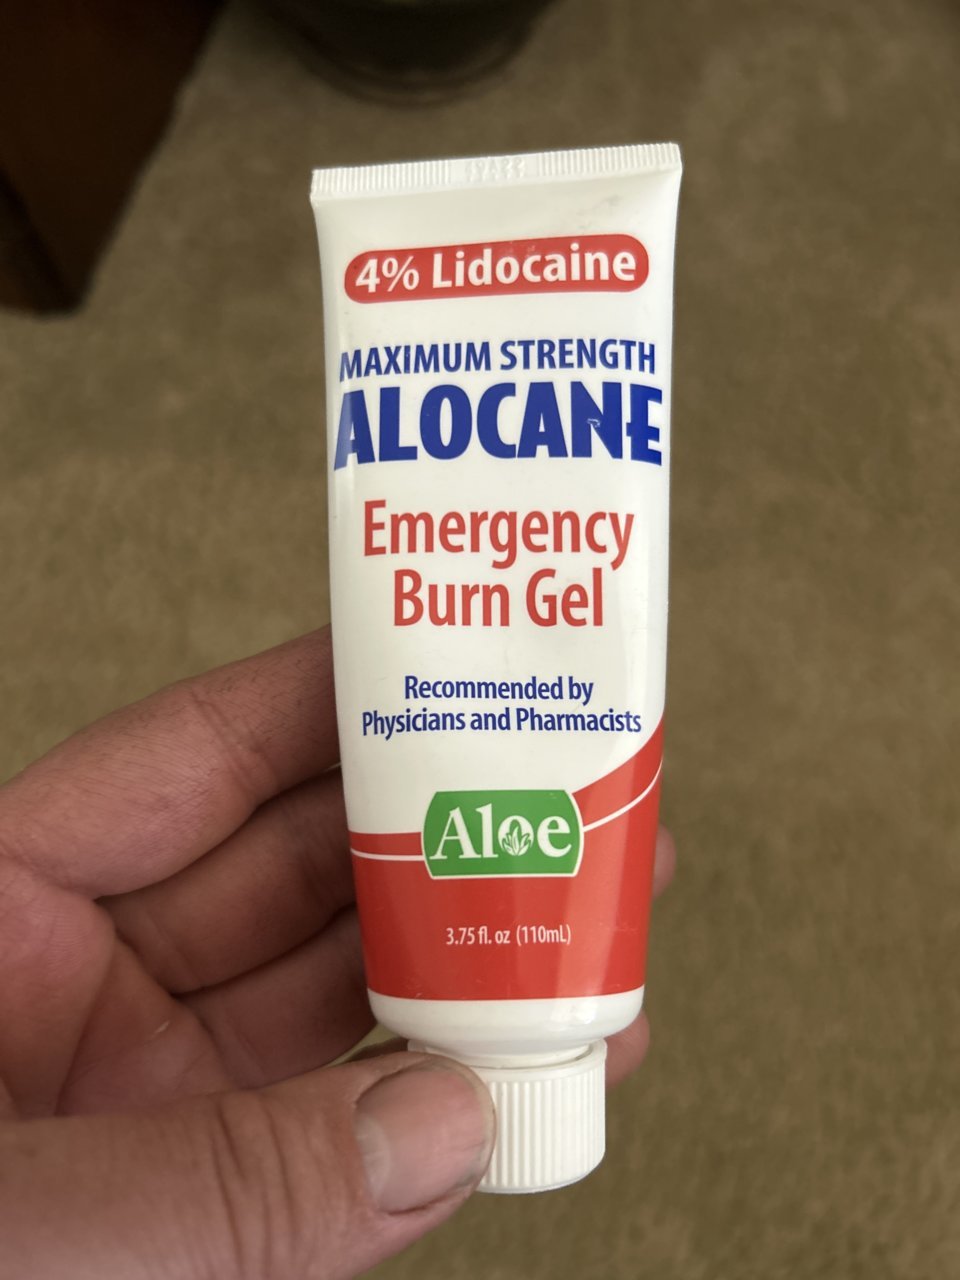 4% Lidocaine
MAXIMUM STRENGTH
ALOCANE
Emergency
Burn Gel
Recommended by
Physicians and Pharmacists
Aloe
3.75 fl. oz (110mL)